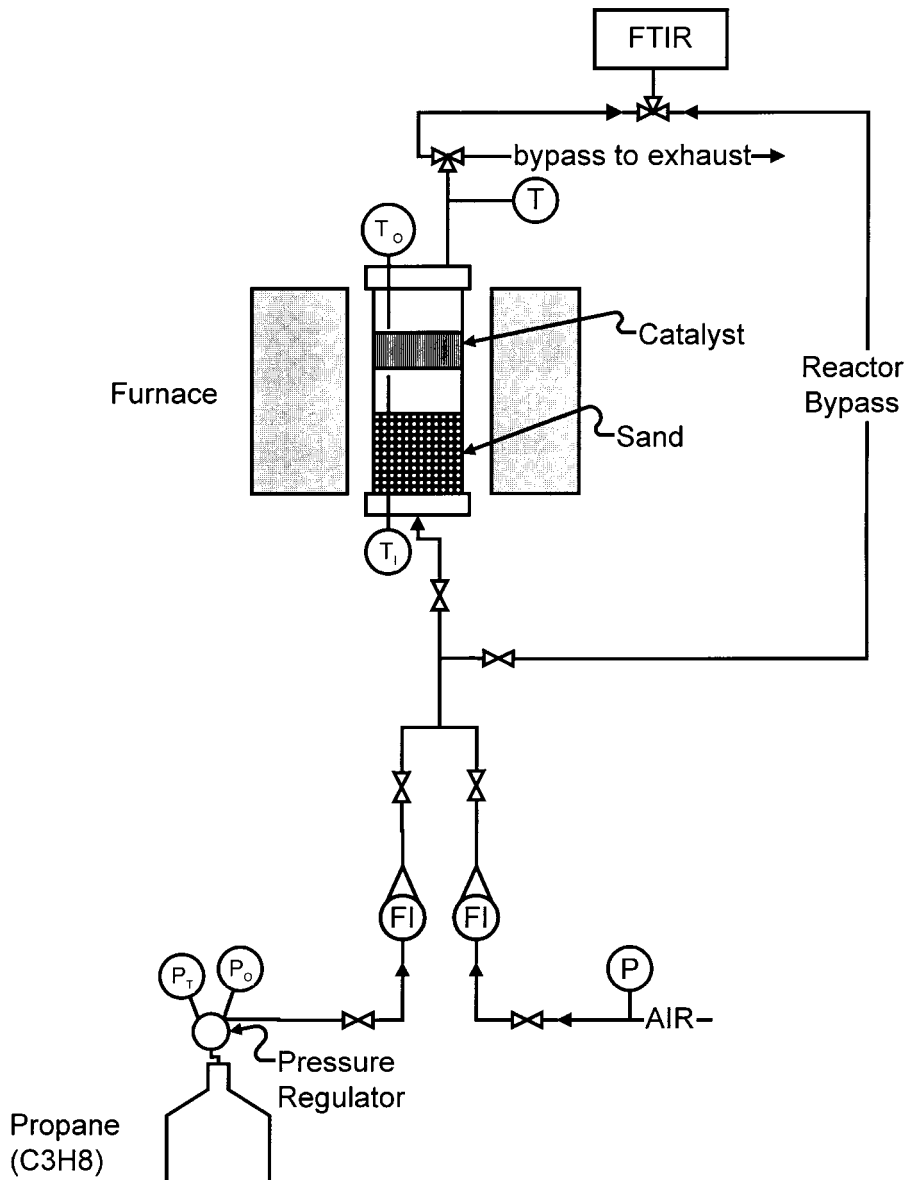 FTIR
bypass to exhaust
T
To
Catalyst
Furnace
Reactor
Bypass
Sand
TI
FI
FI
PT
Po
P
AIR
Pressure
Regulator
Propane
(C3H8)